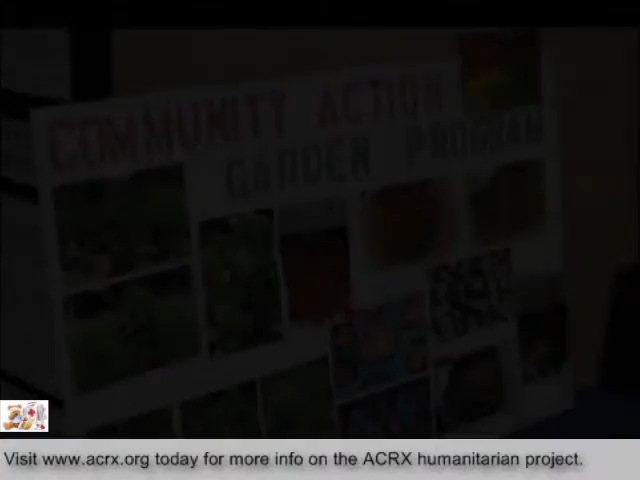 COMMUNITY ACTION
GARDEN PROGRAM
Visit www.acrx.org today for more info on the ACRX humanitarian project.